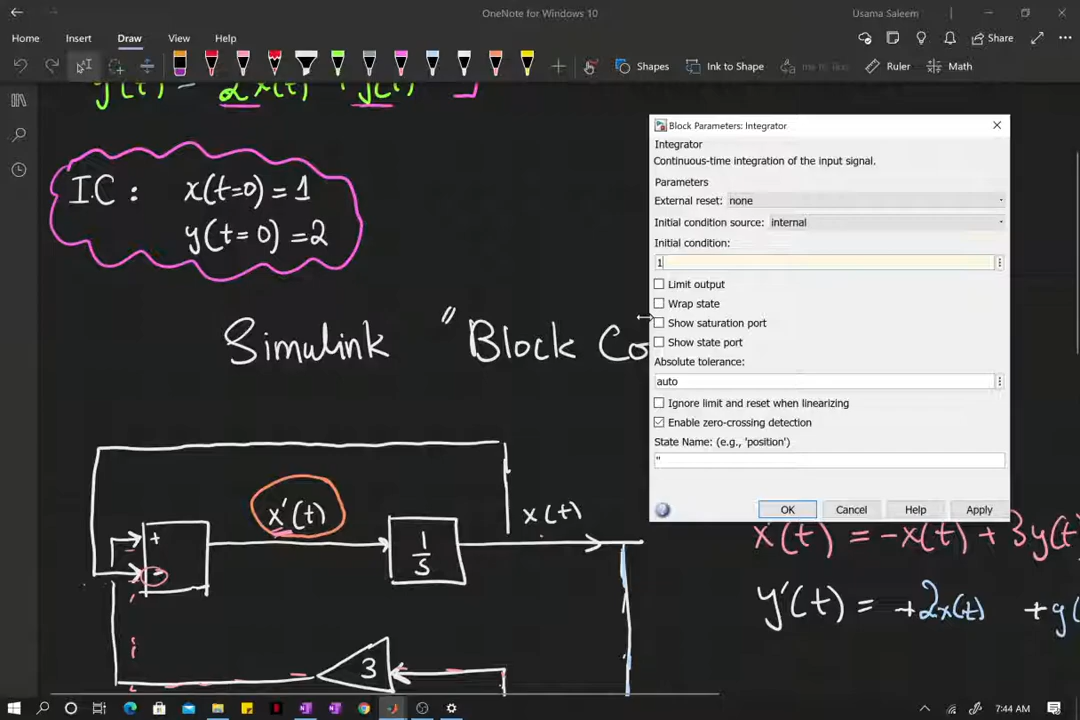 OneNote for Windows 10
Usama Saleem
Home Insert Draw View Help
Share
Shapes
Ink to Shape
Ink to Te
Ruler
Math
y(t) = 2x(t) + y(t)
I.C : x(t=0) = 1
y(t=0) = 2
Simulink "Block Co
x'(t)
1
S
x(t)
+
-
3
x'(t) = -x(t) + 3y(t
y'(t) = +2x(t) +y(
Block Parameters: Integrator
Integrator
Continuous-time integration of the input signal.
Parameters
External reset: none
Initial condition source: internal
Initial condition:
1
Limit output
Wrap state
Show saturation port
Show state port
Absolute tolerance:
auto
Ignore limit and reset when linearizing
Enable zero-crossing detection
State Name: (e.g., 'position')
''
OK Cancel Help Apply
7:44 AM